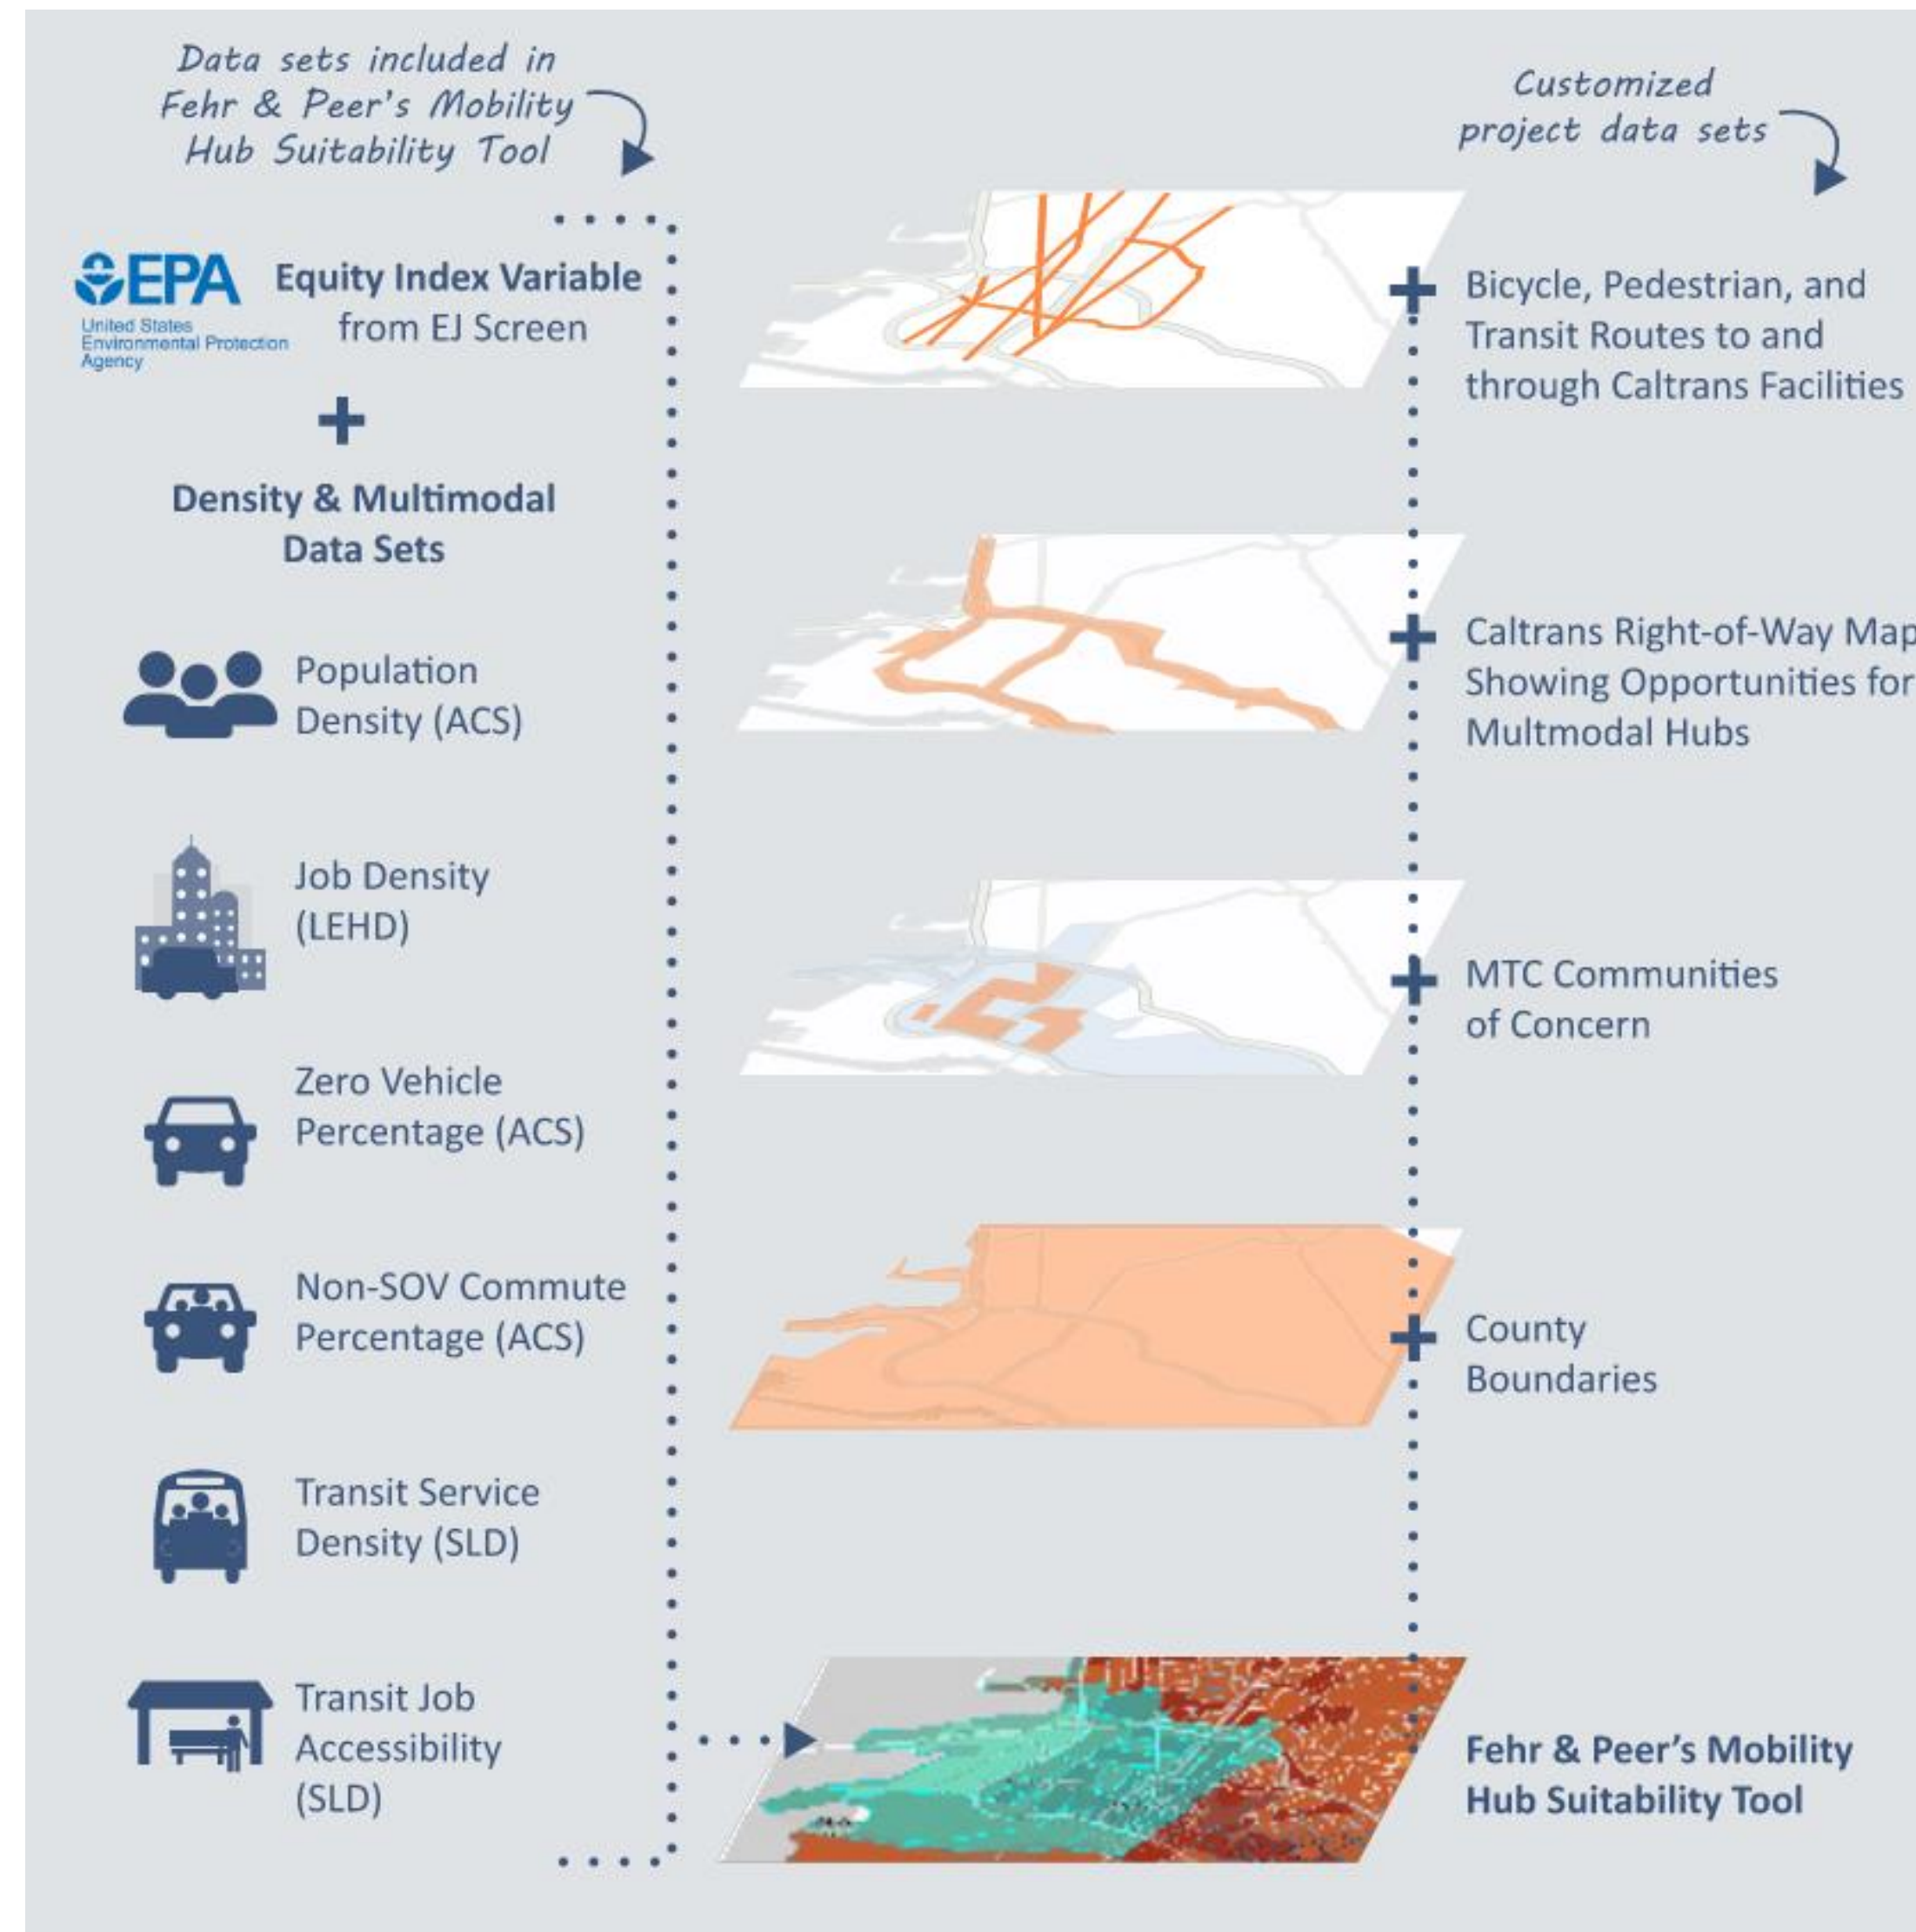 Data sets included in
Fehr & Peer's Mobility
Hub Suitability Tool
EPA
United States
Environmental Protection
Agency
Equity Index Variable
from EJ Screen
Density & Multimodal
Data Sets
Population
Density (ACS)
Job Density
(LEHD)
Zero Vehicle
Percentage (ACS)
Non-SOV Commute
Percentage (ACS)
Transit Service
Density (SLD)
Transit Job
Accessibility
(SLD)
Customized
project data sets
Bicycle, Pedestrian, and
Transit Routes to and
through Caltrans Facilities
Caltrans Right-of-Way Map
Showing Opportunities for
Multmodal Hubs
MTC Communities
of Concern
County
Boundaries
Fehr & Peer's Mobility
Hub Suitability Tool